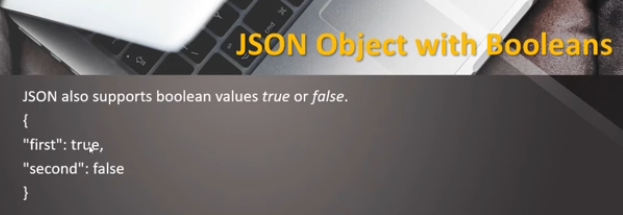 JSON Object with Booleans
JSON also supports boolean values true or false.
{
"first": true,
"second": false
}